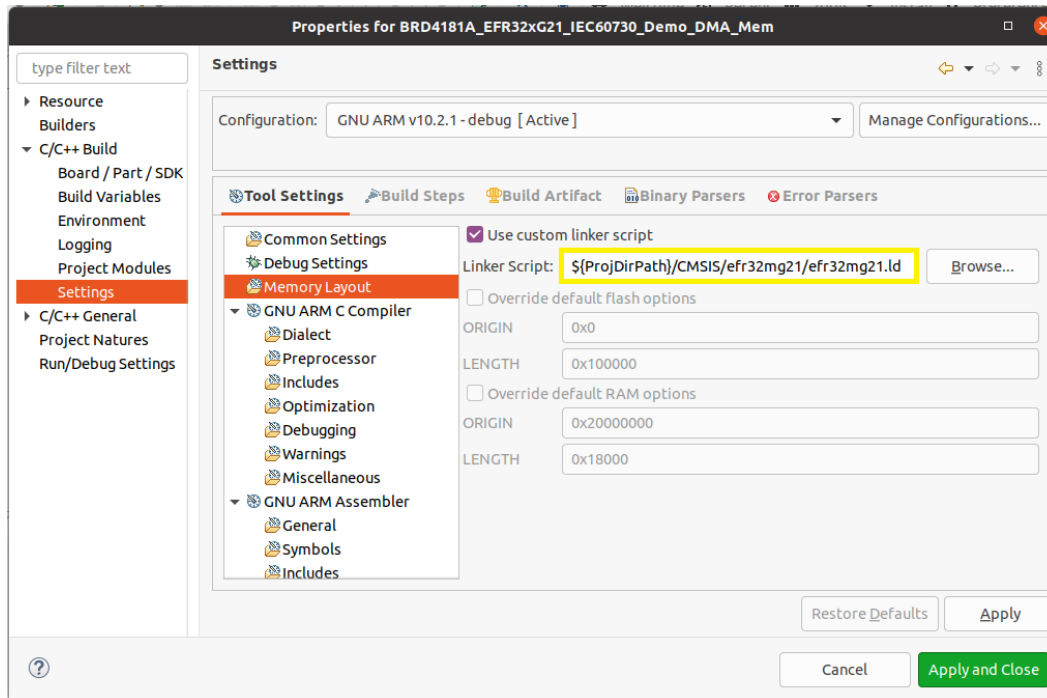 Properties for BRD4181A_EFR32xG21_IEC60730_Demo_DMA_Mem
type filter text
Resource
Builders
C/C++ Build
Board / Part / SDK
Build Variables
Environment
Logging
Project Modules
Settings
C/C++ General
Project Natures
Run/Debug Settings
Settings
Configuration: GNU ARM v10.2.1 - debug [ Active ] Manage Configurations...
Tool Settings Build Steps Build Artifact Binary Parsers Error Parsers
Common Settings
Debug Settings
Memory Layout
GNU ARM C Compiler
Dialect
Preprocessor
Includes
Optimization
Debugging
Warnings
Miscellaneous
GNU ARM Assembler
General
Symbols
Includes
Use custom linker script
Linker Script: ${ProjDirPath}/CMSIS/efr32mg21/efr32mg21.ld Browse...
Override default flash options
ORIGIN 0x0
LENGTH 0x100000
Override default RAM options
ORIGIN 0x20000000
LENGTH 0x18000
Restore Defaults Apply
Cancel Apply and Close